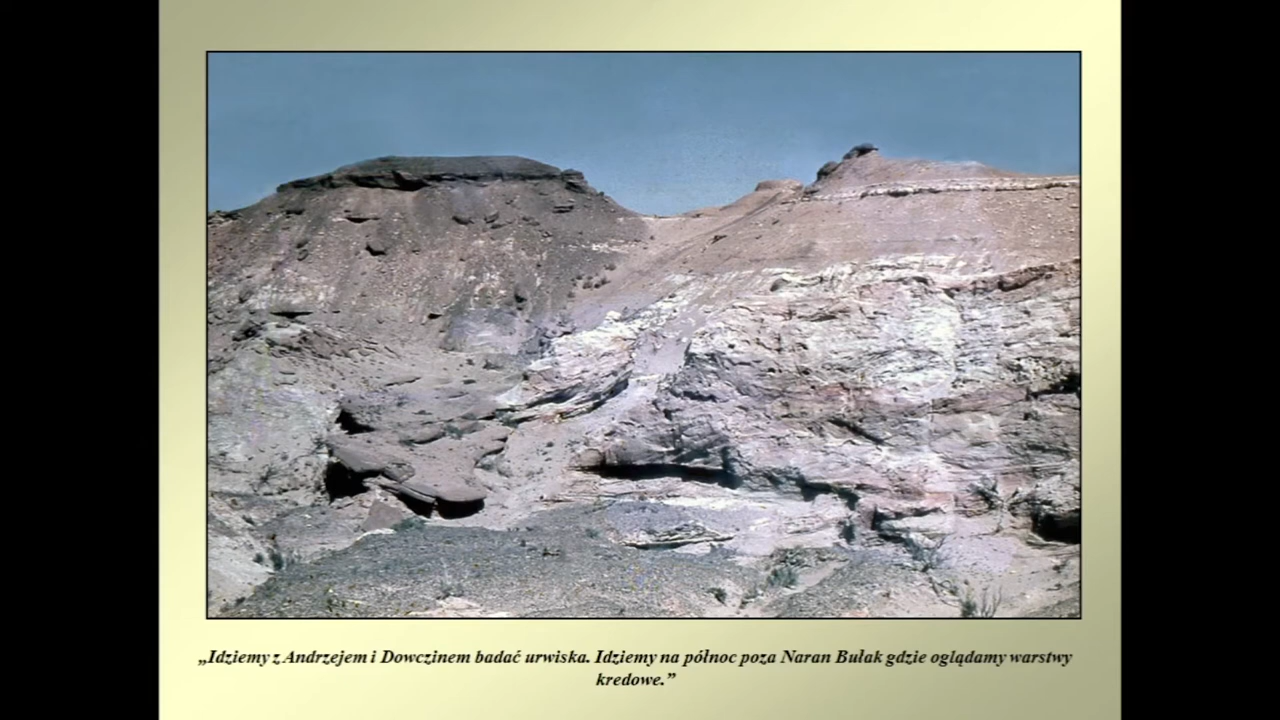 „Idziemy z Andrzejem i Dowczinem badać urwiska. Idziemy na północ poza Naran Bułak gdzie oglądamy warstwy
kredowe.”